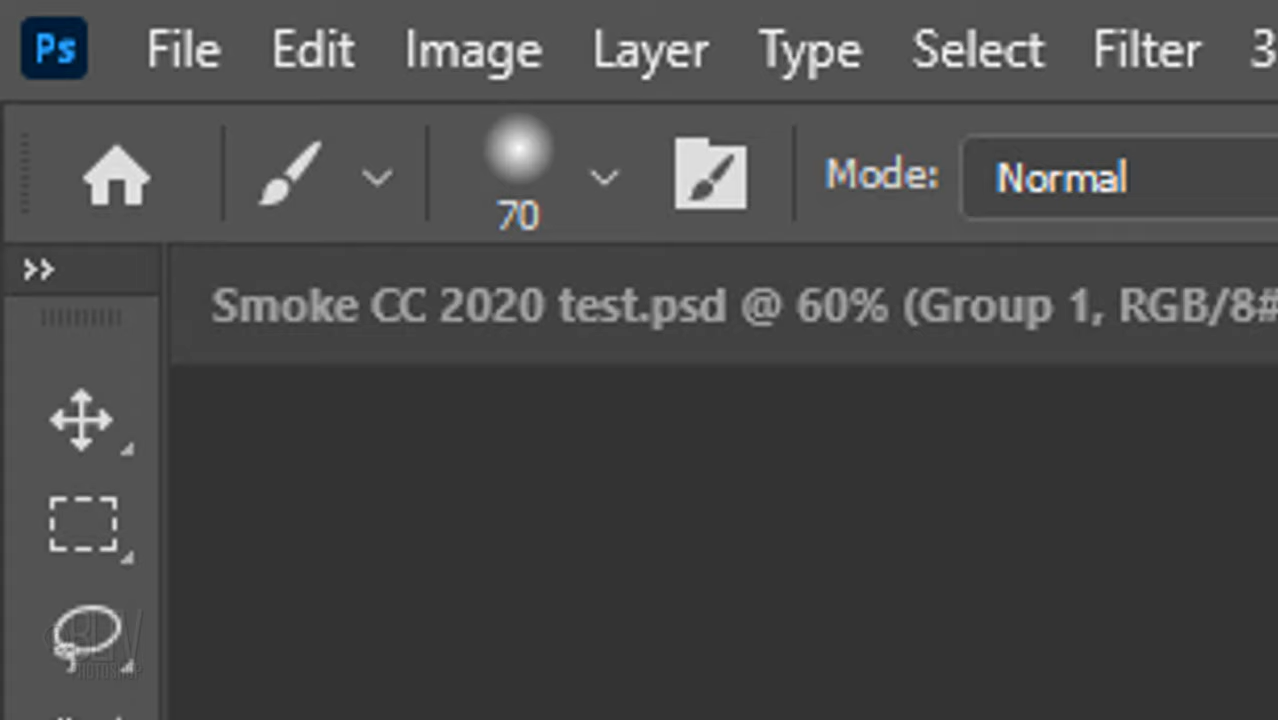 Ps File Edit Image Layer Type Select Filter 3
70 Mode: Normal
Smoke CC 2020 test.psd @ 60% (Group 1, RGB/8#
PHOTOSHOP